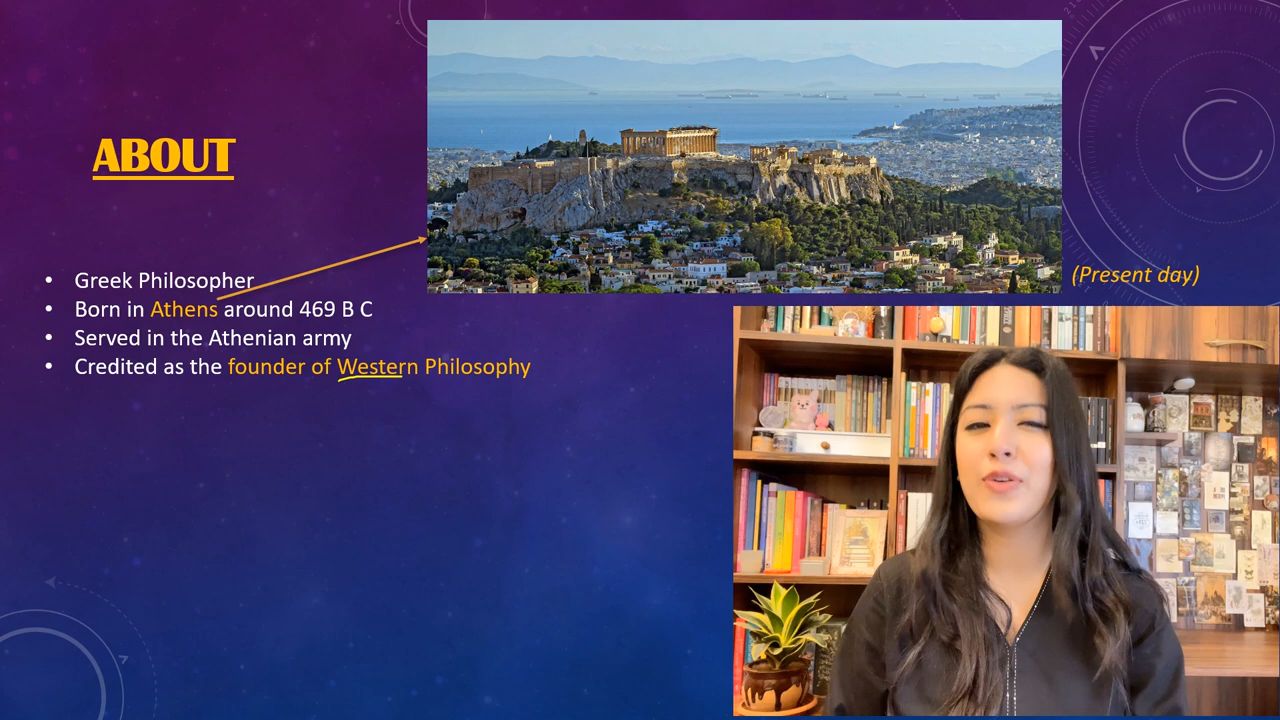 ABOUT
• Greek Philosopher
• Born in Athens around 469 B C
• Served in the Athenian army
• Credited as the founder of Western Philosophy
(Present day)